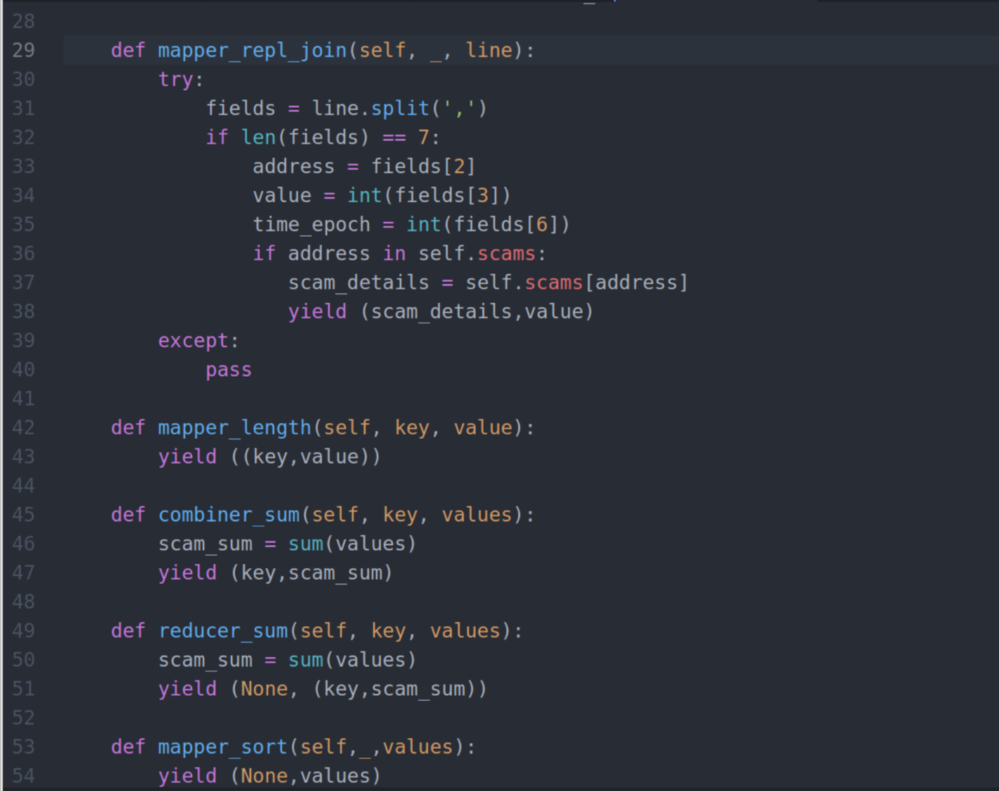 28
29 def mapper_repl_join(self, _, line):
30 try:
31 fields = line.split(',')
32 if len(fields) == 7:
33 address = fields[2]
34 value = int(fields[3])
35 time_epoch = int(fields[6])
36 if address in self.scams:
37 scam_details = self.scams[address]
38 yield (scam_details,value)
39 except:
40 pass
41
42 def mapper_length(self, key, value):
43 yield ((key,value))
44
45 def combiner_sum(self, key, values):
46 scam_sum = sum(values)
47 yield (key,scam_sum)
48
49 def reducer_sum(self, key, values):
50 scam_sum = sum(values)
51 yield (None, (key,scam_sum))
52
53 def mapper_sort(self,_,values):
54 yield (None,values)